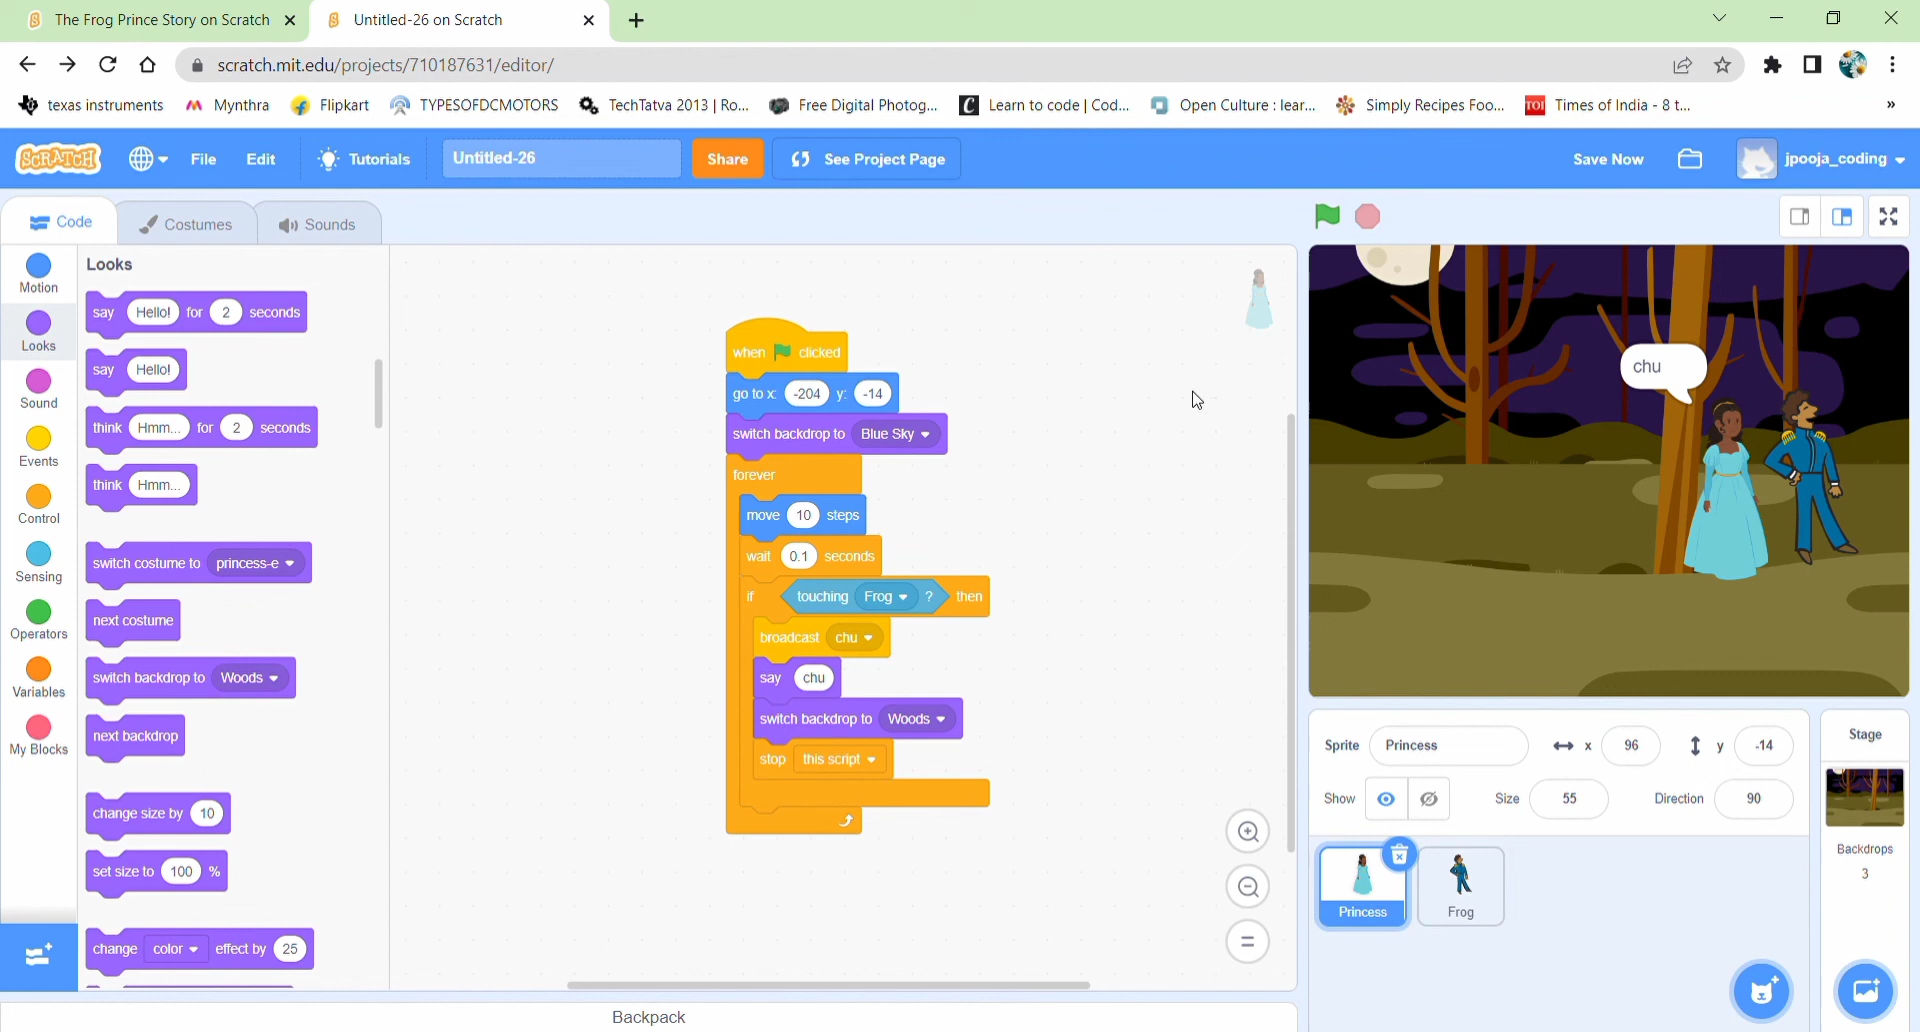 The Frog Prince Story on Scratch
Untitled-26 on Scratch
scratch.mit.edu/projects/710187631/editor/
texas instruments Mynthra Flipkart TYPESOFDCMOTORS TechTatva 2013 | Ro... Free Digital Photog... Learn to code | Cod... Open Culture : lear... Simply Recipes Foo... TOI Times of India - 8 t... »
SCRATCH File Edit Tutorials Untitled-26 Share See Project Page Save Now jpooja_coding
Code Costumes Sounds
Motion
Looks
Sound
Events
Control
Sensing
Operators
Variables
My Blocks
Looks
say Hello! for 2 seconds
say Hello!
think Hmm... for 2 seconds
think Hmm...
switch costume to princess-e
next costume
switch backdrop to Woods
next backdrop
change size by 10
set size to 100 %
change color effect by 25
when clicked
go to x: -204 y: -14
switch backdrop to Blue Sky
forever
move 10 steps
wait 0.1 seconds
if touching Frog ? then
broadcast chu
say chu
switch backdrop to Woods
stop this script
chu
Sprite Princess x 96 y -14
Show Size 55 Direction 90
Princess
Frog
Stage
Backdrops
3
Backpack